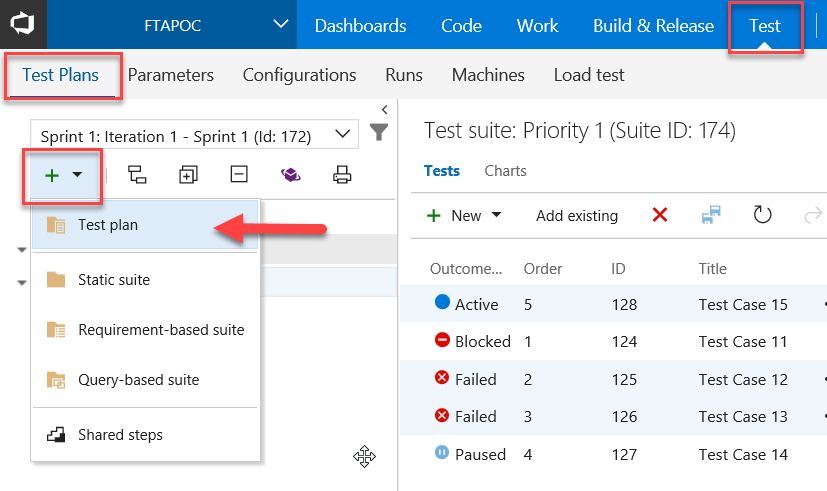 FTAPOC Dashboards Code Work Build & Release Test
Test Plans Parameters Configurations Runs Machines Load test
Sprint 1: Iteration 1 - Sprint 1 (Id: 172)
Test plan
Static suite
Requirement-based suite
Query-based suite
Shared steps
Test suite: Priority 1 (Suite ID: 174)
Tests Charts
New Add existing
Outcome... Order ID Title
Active 5 128 Test Case 15
Blocked 1 124 Test Case 11
Failed 2 125 Test Case 12
Failed 3 126 Test Case 13
Paused 4 127 Test Case 14